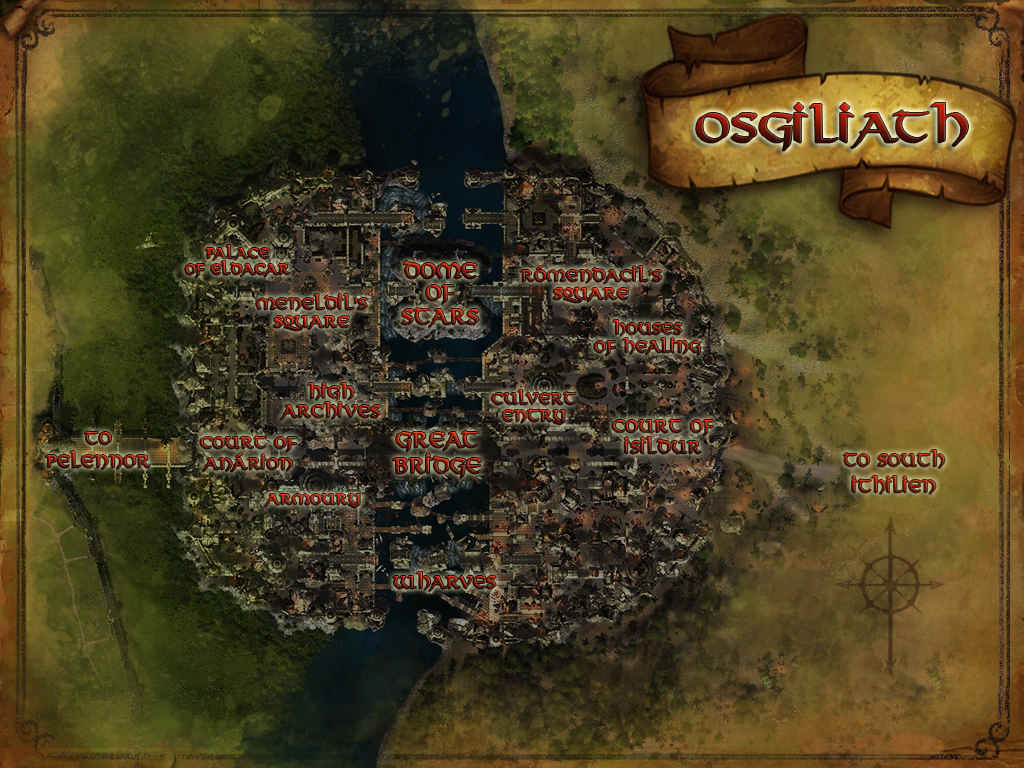 OSGILIATH
PALACE
OF ELDACAR
DOME
OF
STARS
RÓMENDACIL'S
SQUARE
MENELDIL'S
SQUARE
HOUSES
OF HEALING
HIGH
ARCHIVES
CULVERT
ENTRY
COURT OF
ISILDUR
TO
PELENNOR
COURT OF
ANÁRION
GREAT
BRIDGE
TO SOUTH
ITHILIEN
ARMOURY
WHARVES